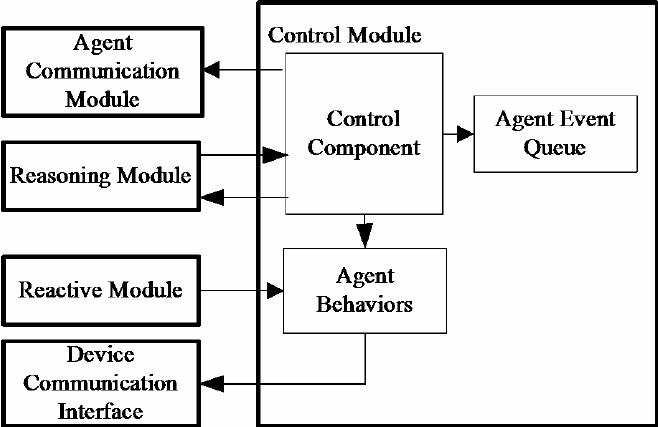 Agent
Communication
Module
Reasoning Module
Reactive Module
Device
Communication
Interface
Control Module
Control
Component
Agent Event
Queue
Agent
Behaviors